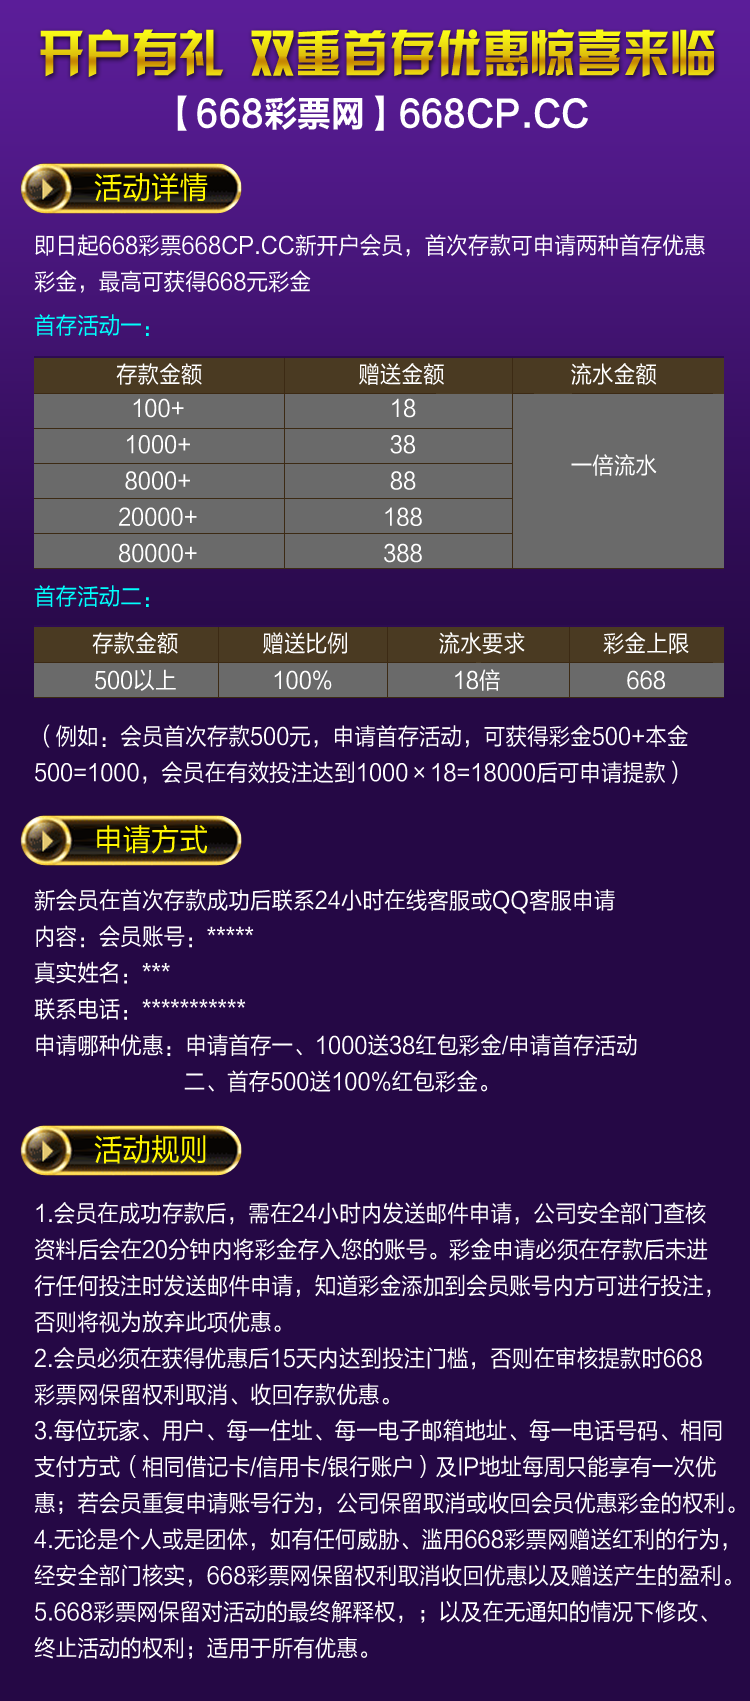 开户有礼 双重首存优惠惊喜来临
【668彩票网】668CP.CC
活动详情
即日起668彩票668CP.CC新开户会员，首次存款可申请两种首存优惠
彩金，最高可获得668元彩金
首存活动一：
存款金额 赠送金额 流水金额
100+ 18
1000+ 38
一倍流水
8000+ 88
20000+ 188
80000+ 388
首存活动二：
存款金额 赠送比例 流水要求 彩金上限
500以上 100% 18倍 668
（例如：会员首次存款500元，申请首存活动，可获得彩金500+本金
500=1000，会员在有效投注达到1000×18=18000后可申请提款）
申请方式
新会员在首次存款成功后联系24小时在线客服或QQ客服申请
内容：会员账号：*****
真实姓名：***
联系电话：***********
申请哪种优惠：申请首存一、1000送38红包彩金/申请首存活动
二、首存500送100%红包彩金。
活动规则
1.会员在成功存款后，需在24小时内发送邮件申请，公司安全部门查核
资料后会在20分钟内将彩金存入您的账号。彩金申请必须在存款后未进
行任何投注时发送邮件申请，知道彩金添加到会员账号内方可进行投注，
否则将视为放弃此项优惠。
2.会员必须在获得优惠后15天内达到投注门槛，否则在审核提款时668
彩票网保留权利取消、收回存款优惠。
3.每位玩家、用户、每一住址、每一电子邮箱地址、每一电话号码、相同
支付方式（相同借记卡/信用卡/银行账户）及IP地址每周只能享有一次优
惠；若会员重复申请账号行为，公司保留取消或收回会员优惠彩金的权利。
4.无论是个人或是团体，如有任何威胁、滥用668彩票网赠送红利的行为，
经安全部门核实，668彩票网保留权利取消收回优惠以及赠送产生的盈利。
5.668彩票网保留对活动的最终解释权，；以及在无通知的情况下修改、
终止活动的权利；适用于所有优惠。